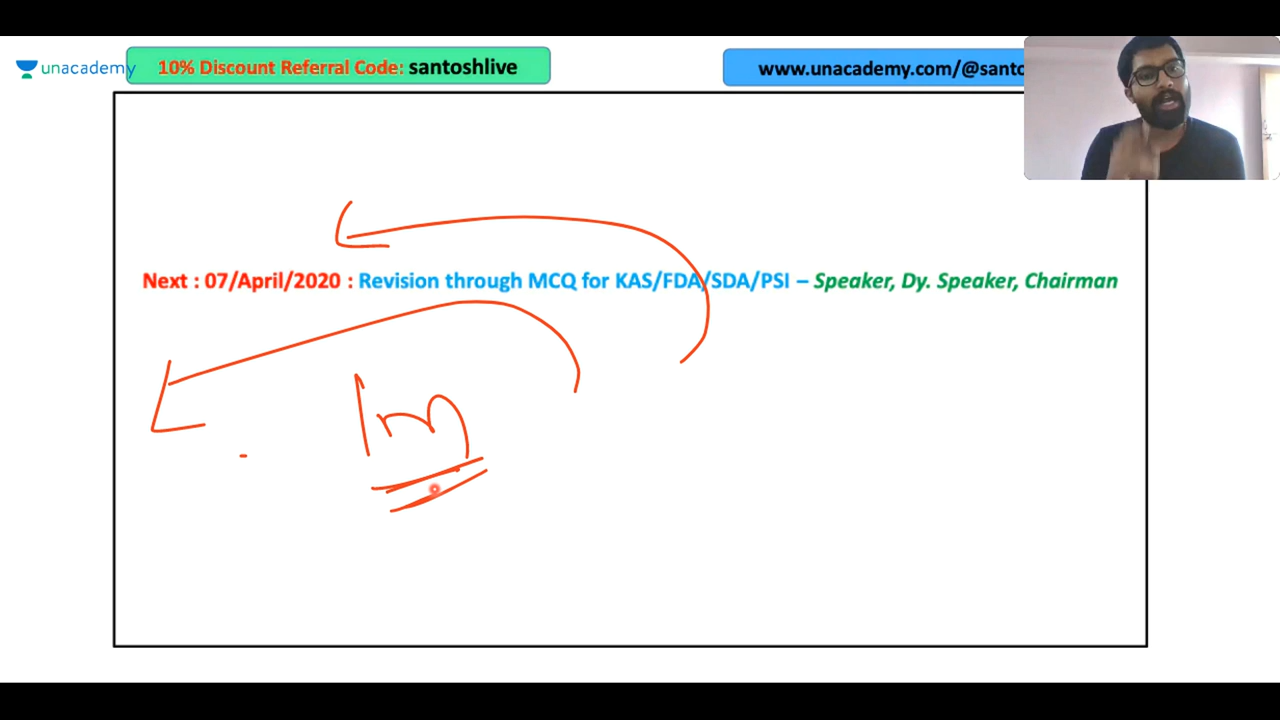 unacademy
10% Discount Referral Code: santoshlive
www.unacademy.com/@santo
Next : 07/April/2020 : Revision through MCQ for KAS/FDA/SDA/PSI – Speaker, Dy. Speaker, Chairman
Im